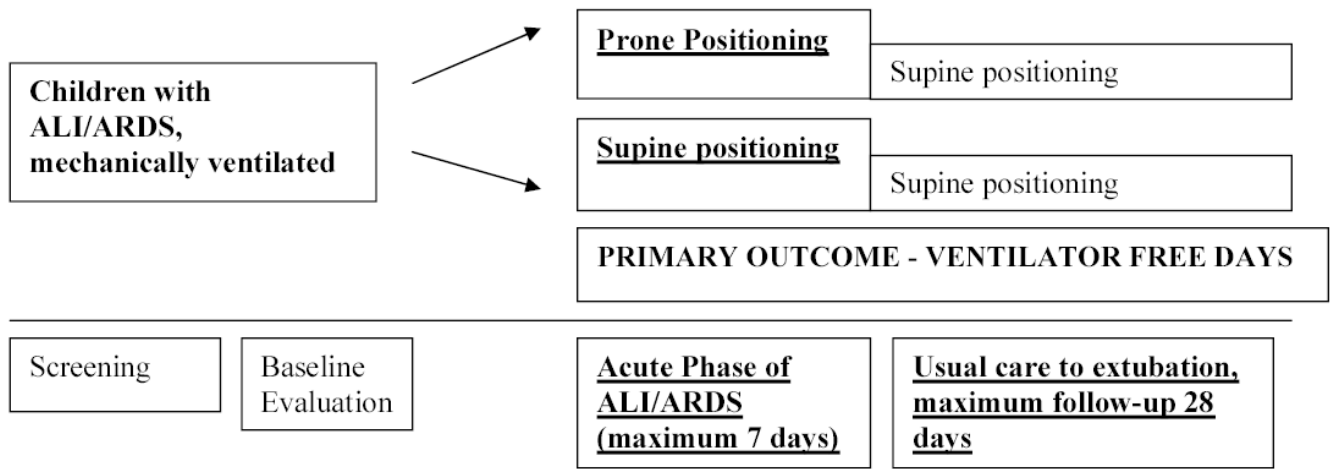 Children with
ALI/ARDS,
mechanically ventilated
Prone Positioning
Supine positioning
Supine positioning
Supine positioning
PRIMARY OUTCOME - VENTILATOR FREE DAYS
Screening
Baseline
Evaluation
Acute Phase of
ALI/ARDS
(maximum 7 days)
Usual care to extubation,
maximum follow-up 28
days